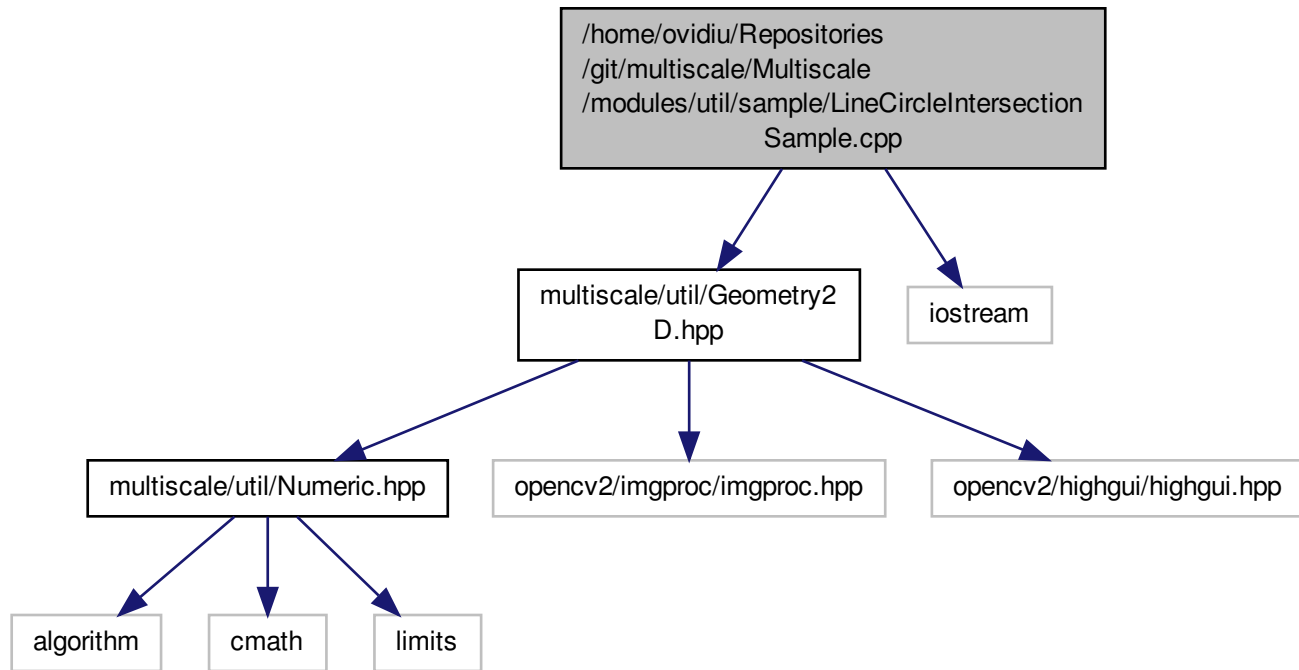 /home/ovidiu/Repositories
/git/multiscale/Multiscale
/modules/util/sample/LineCircleIntersection
Sample.cpp
multiscale/util/Geometry2
D.hpp
iostream
multiscale/util/Numeric.hpp
opencv2/imgproc/imgproc.hpp
opencv2/highgui/highgui.hpp
algorithm
cmath
limits